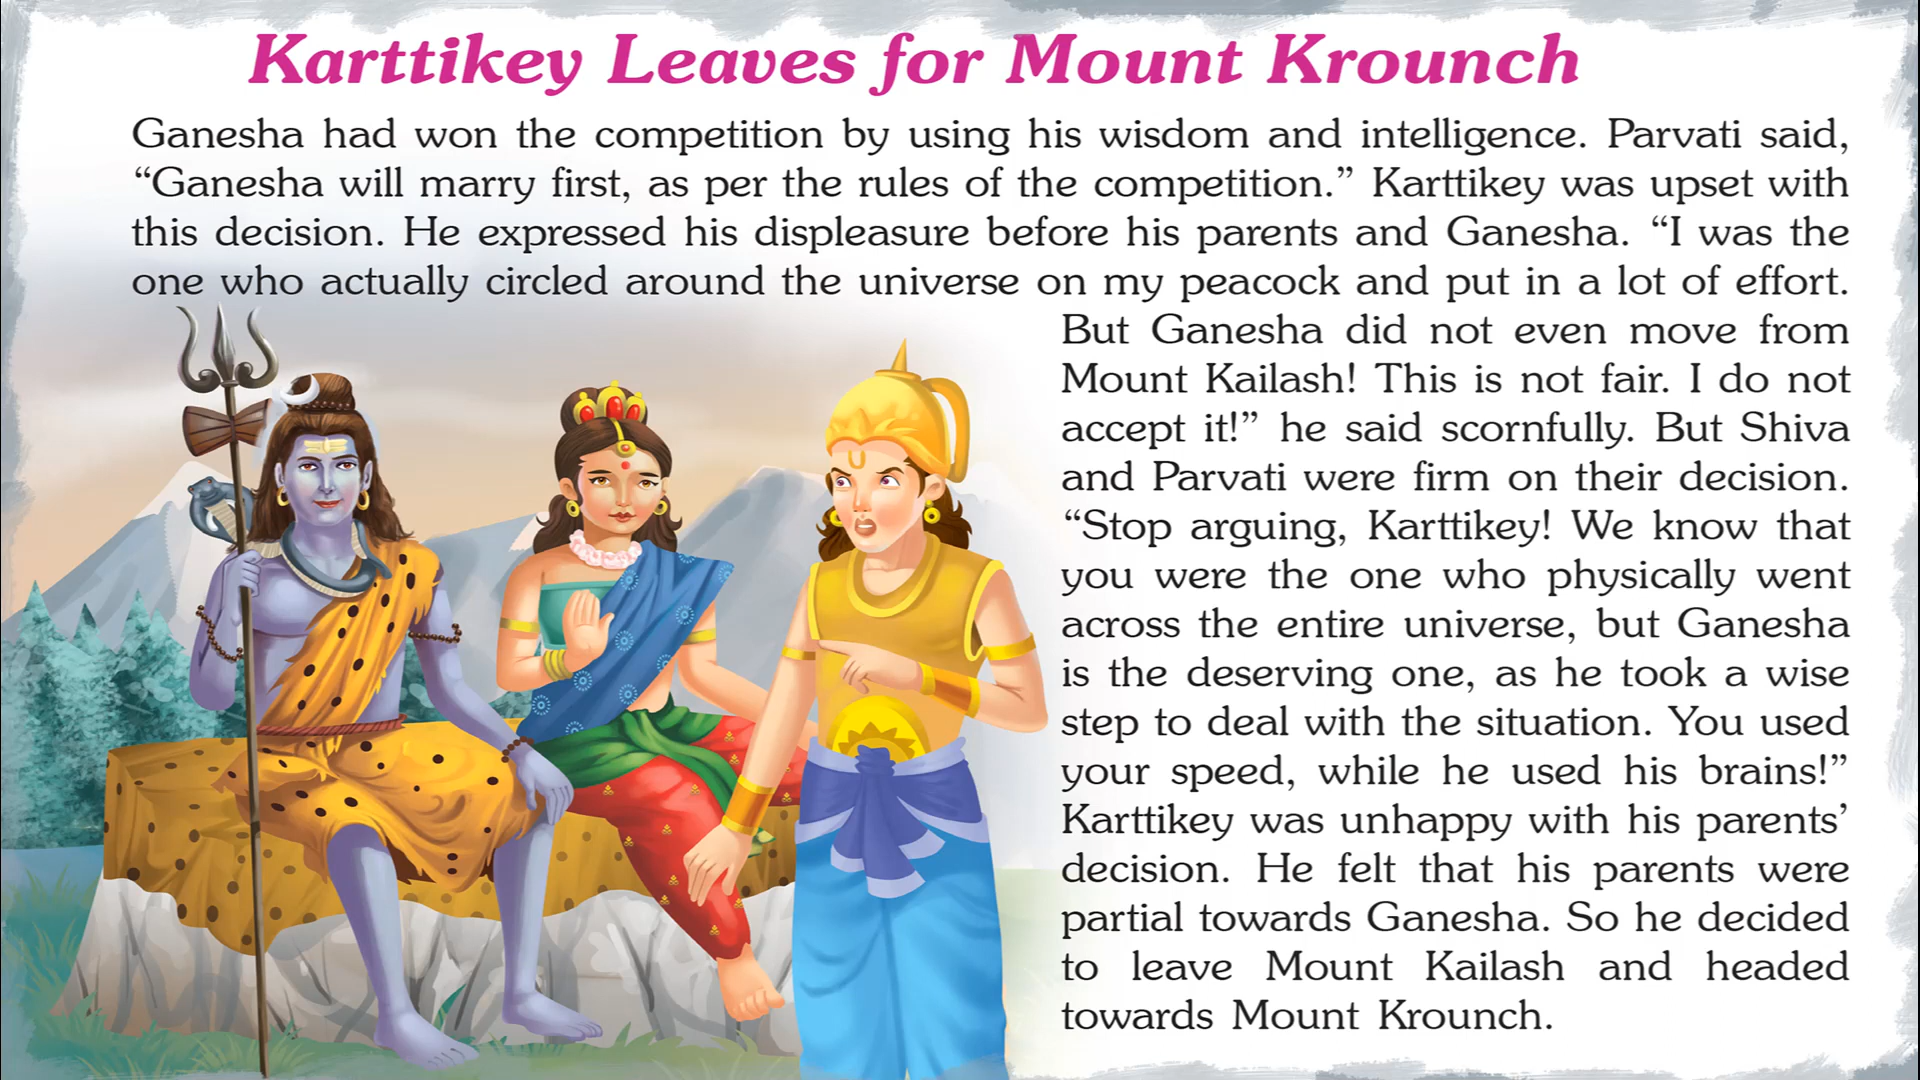 Karttikey Leaves for Mount Krounch
Ganesha had won the competition by using his wisdom and intelligence. Parvati said,
“Ganesha will marry first, as per the rules of the competition.” Karttikey was upset with
this decision. He expressed his displeasure before his parents and Ganesha. “I was the
one who actually circled around the universe on my peacock and put in a lot of effort.
But Ganesha did not even move from
Mount Kailash! This is not fair. I do not
accept it!” he said scornfully. But Shiva
and Parvati were firm on their decision.
“Stop arguing, Karttikey! We know that
you were the one who physically went
across the entire universe, but Ganesha
is the deserving one, as he took a wise
step to deal with the situation. You used
your speed, while he used his brains!”
Karttikey was unhappy with his parents’
decision. He felt that his parents were
partial towards Ganesha. So he decided
to leave Mount Kailash and headed
towards Mount Krounch.